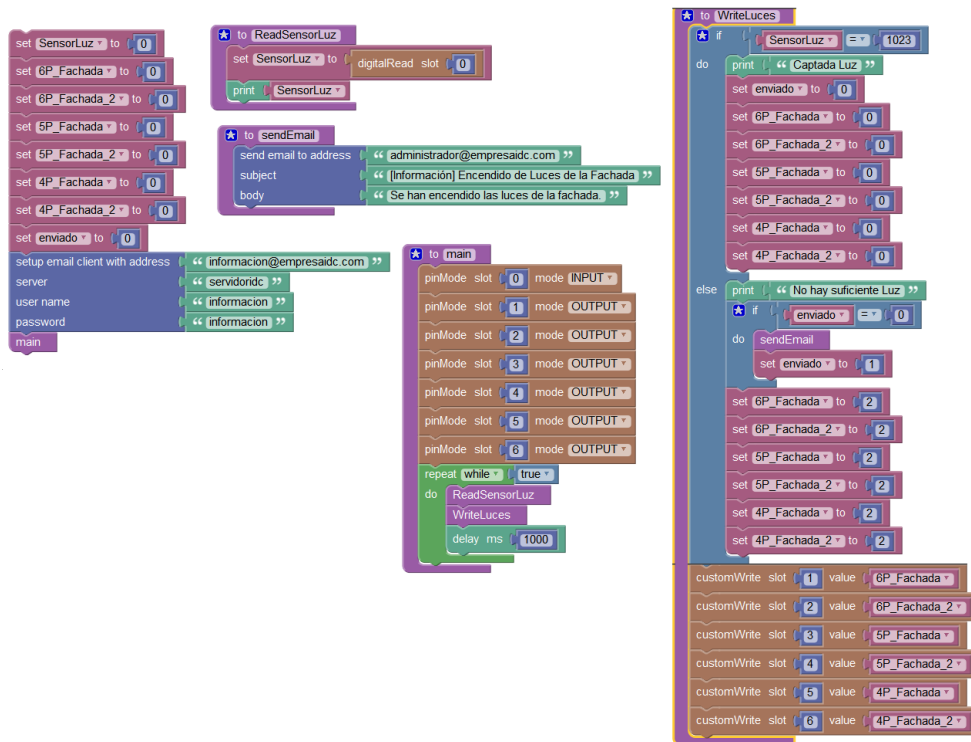 set SensorLuz to 0
set 6P_Fachada to 0
set 6P_Fachada_2 to 0
set 5P_Fachada to 0
set 5P_Fachada_2 to 0
set 4P_Fachada to 0
set 4P_Fachada_2 to 0
set enviado to 0
setup email client with address “ informacion@empresaidc.com ”
server “ servidoridc ”
user name “ informacion ”
password “ informacion ”
main
to ReadSensorLuz
set SensorLuz to digitalRead slot 0
print SensorLuz
to sendEmail
send email to address “ administrador@empresaidc.com ”
subject “ [Información] Encendido de Luces de la Fachada ”
body “ Se han encendido las luces de la fachada. ”
to main
pinMode slot 0 mode INPUT
pinMode slot 1 mode OUTPUT
pinMode slot 2 mode OUTPUT
pinMode slot 3 mode OUTPUT
pinMode slot 4 mode OUTPUT
pinMode slot 5 mode OUTPUT
pinMode slot 6 mode OUTPUT
repeat while true
do ReadSensorLuz
WriteLuces
delay ms 1000
to WriteLuces
if SensorLuz = 1023
do print “ Captada Luz ”
set enviado to 0
set 6P_Fachada to 0
set 6P_Fachada_2 to 0
set 5P_Fachada to 0
set 5P_Fachada_2 to 0
set 4P_Fachada to 0
set 4P_Fachada_2 to 0
else print “ No hay suficiente Luz ”
if enviado = 0
do sendEmail
set enviado to 1
set 6P_Fachada to 2
set 6P_Fachada_2 to 2
set 5P_Fachada to 2
set 5P_Fachada_2 to 2
set 4P_Fachada to 2
set 4P_Fachada_2 to 2
customWrite slot 1 value 6P_Fachada
customWrite slot 2 value 6P_Fachada_2
customWrite slot 3 value 5P_Fachada
customWrite slot 4 value 5P_Fachada_2
customWrite slot 5 value 4P_Fachada
customWrite slot 6 value 4P_Fachada_2